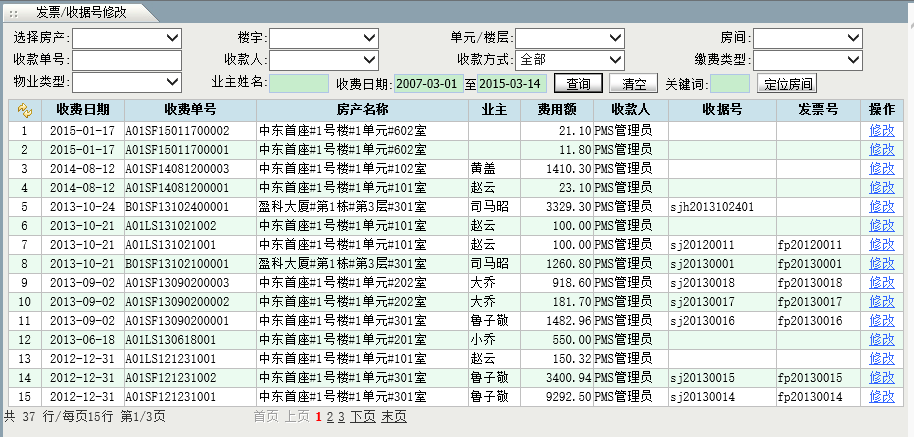 发票/收据号修改
选择房产: 楼宇: 单元/楼层: 房间:
收款单号: 收款人: 收款方式: 全部 缴费类型:
物业类型: 业主姓名: 收费日期: 2007-03-01 至 2015-03-14 查询 清空 关键词: 定位房间
收费日期 收费单号 房产名称 业主 费用额 收款人 收据号 发票号 操作
1 2015-01-17 A01SF15011700002 中东首座#1号楼#1单元#602室 21.10 PMS管理员 修改
2 2015-01-17 A01SF15011700001 中东首座#1号楼#1单元#602室 11.80 PMS管理员 修改
3 2014-08-12 A01SF14081200003 中东首座#1号楼#1单元#102室 黄盖 1410.30 PMS管理员 修改
4 2014-08-12 A01SF14081200001 中东首座#1号楼#1单元#101室 赵云 23.10 PMS管理员 修改
5 2013-10-24 B01SF13102400001 盈科大厦#第1栋#第3层#301室 司马昭 3329.30 PMS管理员 sjh2013102401 修改
6 2013-10-21 A01LS131021002 中东首座#1号楼#1单元#101室 赵云 100.00 PMS管理员 修改
7 2013-10-21 A01LS131021001 中东首座#1号楼#1单元#101室 赵云 100.00 PMS管理员 sj20120011 fp20120011 修改
8 2013-10-21 B01SF13102100001 盈科大厦#第1栋#第3层#301室 司马昭 1260.80 PMS管理员 sj20130001 fp20130001 修改
9 2013-09-02 A01SF13090200003 中东首座#1号楼#1单元#202室 大乔 918.60 PMS管理员 sj20130018 fp20130018 修改
10 2013-09-02 A01SF13090200002 中东首座#1号楼#1单元#202室 大乔 181.70 PMS管理员 sj20130017 fp20130017 修改
11 2013-09-02 A01SF13090200001 中东首座#1号楼#1单元#301室 鲁子敬 1482.96 PMS管理员 sj20130016 fp20130016 修改
12 2013-06-18 A01LS130618001 中东首座#1号楼#1单元#201室 小乔 550.00 PMS管理员 修改
13 2012-12-31 A01LS121231001 中东首座#1号楼#1单元#101室 赵云 150.32 PMS管理员 修改
14 2012-12-31 A01SF121231002 中东首座#1号楼#1单元#301室 鲁子敬 3400.94 PMS管理员 sj20130015 fp20130015 修改
15 2012-12-31 A01SF121231001 中东首座#1号楼#1单元#301室 鲁子敬 9292.50 PMS管理员 sj20130014 fp20130014 修改
共 37 行/每页15行 第1/3页 首页 上页 1 2 3 下页 末页